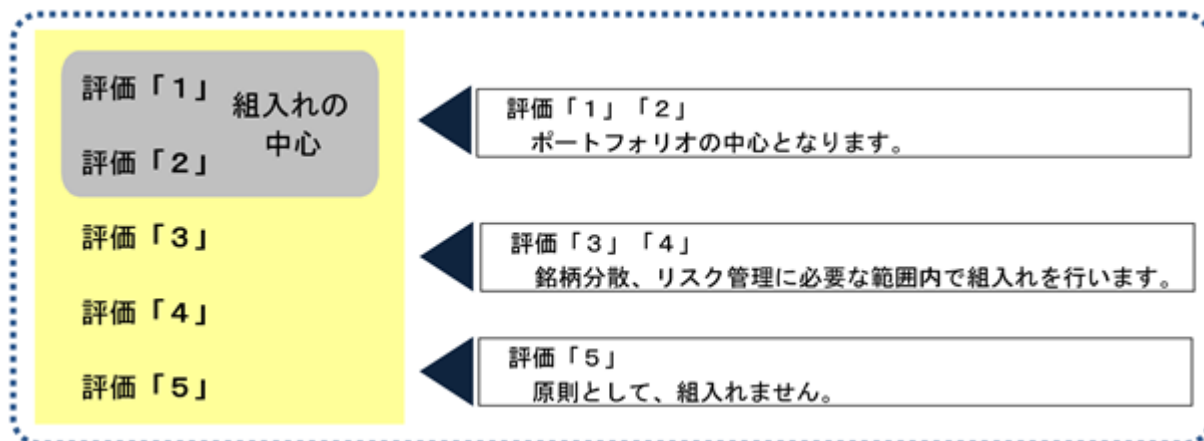 評価「１」
組入れの
中心
評価「２」
評価「３」
評価「４」
評価「５」
評価「１」「２」
ポートフォリオの中心となります。
評価「３」「４」
銘柄分散、リスク管理に必要な範囲内で組入れを行います。
評価「５」
原則として、組入れません。